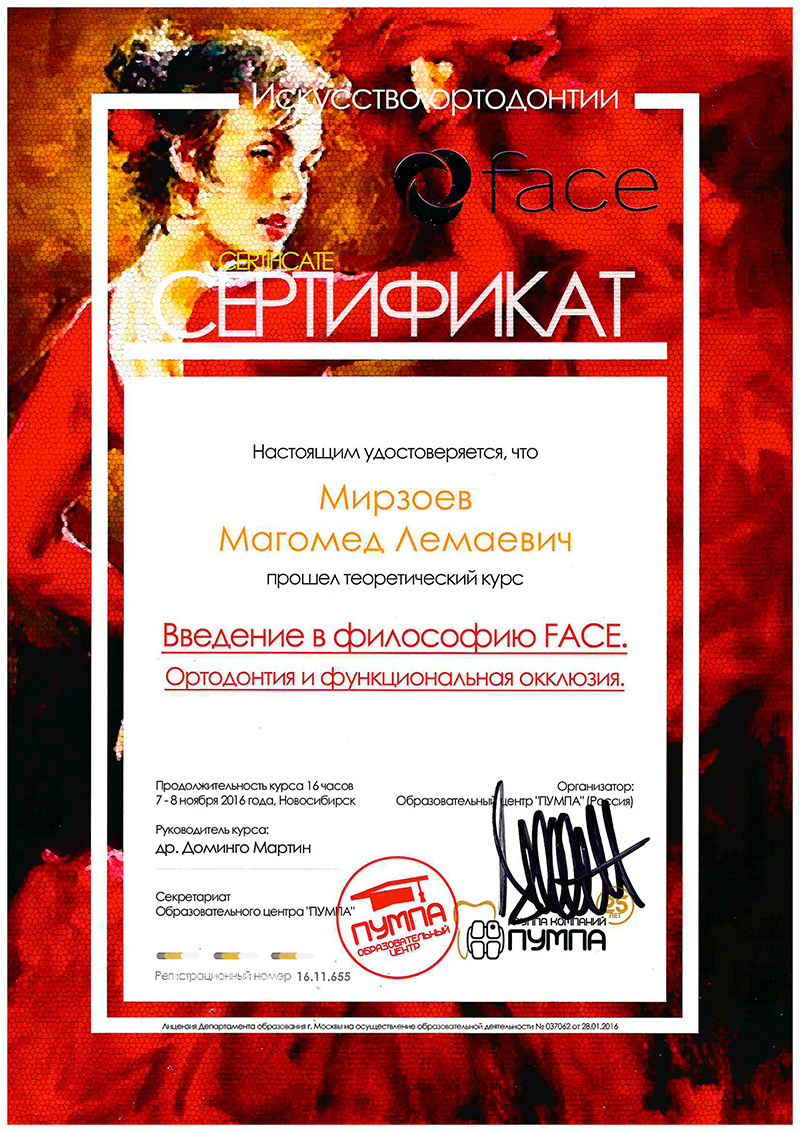 Искусство ортодонтии
face
CERTIFICATE
СЕРТИФИКАТ
Настоящим удостоверяется, что
Мирзоев
Магомед Лемаевич
прошел теоретический курс
Введение в философию FACE.
Ортодонтия и функциональная окклюзия.
Продолжительность курса 16 часов
7 - 8 ноября 2016 года, Новосибирск
Руководитель курса:
др. Доминго Мартин
Секретариат
Образовательного центра "ПУМПА"
Регистрационный номер 16.11.655
Организатор:
Образовательный центр "ПУМПА" (Россия)
ПУМПА
ОБРАЗОВАТЕЛЬНЫЙ
ЦЕНТР
25
ЛЕТ
ГРУППА КОМПАНИЙ
ПУМПА
Лицензия Департамента образования г. Москвы на осуществление образовательной деятельности № 037062 от 28.01.2016